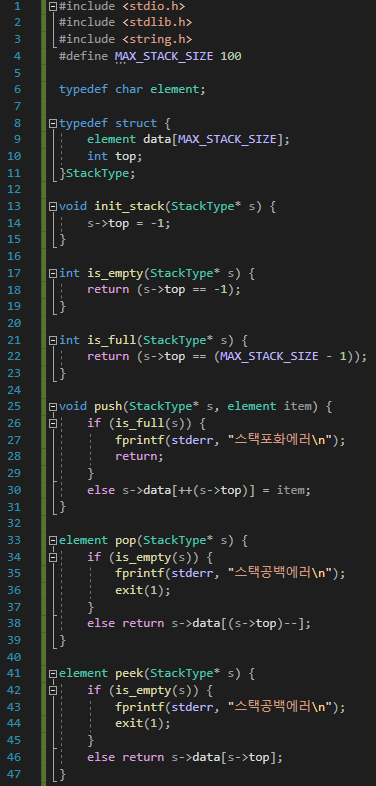 1 #include <stdio.h>
2 #include <stdlib.h>
3 #include <string.h>
4 #define MAX_STACK_SIZE 100
5
6 typedef char element;
7
8 typedef struct {
9 element data[MAX_STACK_SIZE];
10 int top;
11 }StackType;
12
13 void init_stack(StackType* s) {
14 s->top = -1;
15 }
16
17 int is_empty(StackType* s) {
18 return (s->top == -1);
19 }
20
21 int is_full(StackType* s) {
22 return (s->top == (MAX_STACK_SIZE - 1));
23 }
24
25 void push(StackType* s, element item) {
26 if (is_full(s)) {
27 fprintf(stderr, "스택포화에러\n");
28 return;
29 }
30 else s->data[++(s->top)] = item;
31 }
32
33 element pop(StackType* s) {
34 if (is_empty(s)) {
35 fprintf(stderr, "스택공백에러\n");
36 exit(1);
37 }
38 else return s->data[(s->top)--];
39 }
40
41 element peek(StackType* s) {
42 if (is_empty(s)) {
43 fprintf(stderr, "스택공백에러\n");
44 exit(1);
45 }
46 else return s->data[s->top];
47 }